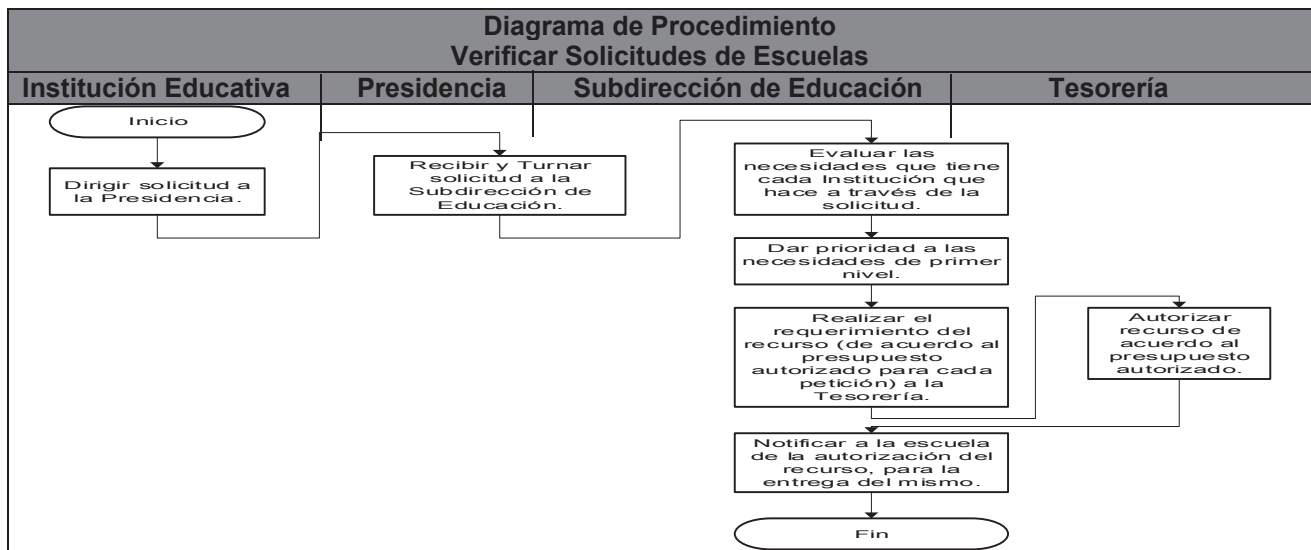 Diagrama de Procedimiento
Verificar Solicitudes de Escuelas
Institución Educativa
Presidencia
Subdirección de Educación
Tesorería
Inicio
Dirigir solicitud a
la Presidencia.
Recibir y Turnar
solicitud a la
Subdirección de
Educación.
Evaluar las
necesidades que tiene
cada Institución que
hace a través de la
solicitud.
Dar prioridad a las
necesidades de primer
nivel.
Realizar el
requerimiento del
recurso (de acuerdo al
presupuesto
autorizado para cada
petición) a la
Tesorería.
Autorizar
recurso de
acuerdo al
presupuesto
autorizado.
Notificar a la escuela
de la autorización del
recurso, para la
entrega del mismo.
Fin